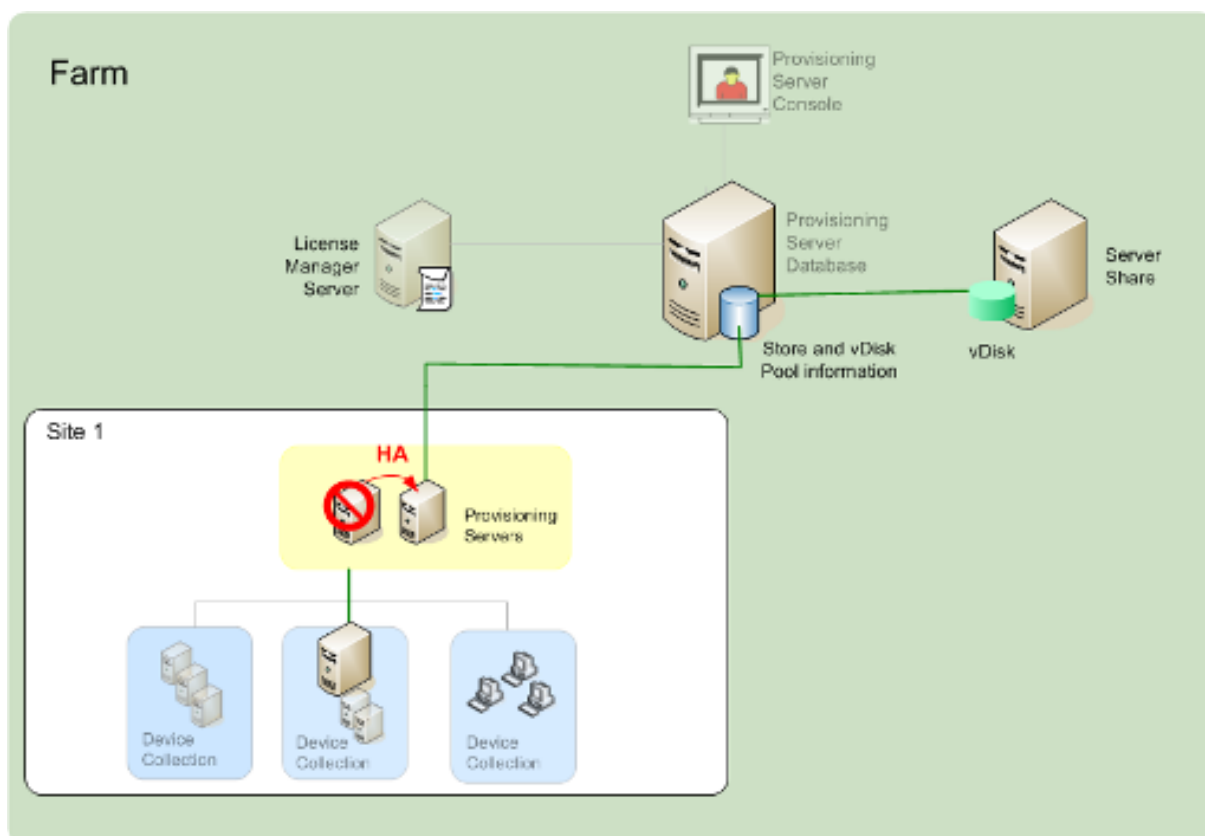 Farm
Provisioning
Server
Console
License
Manager
Server
Provisioning
Server
Database
Server
Share
Store and vDisk
Pool information
vDisk
Site 1
HA
Provisioning
Servers
Device
Collection
Device
Collection
Device
Collection